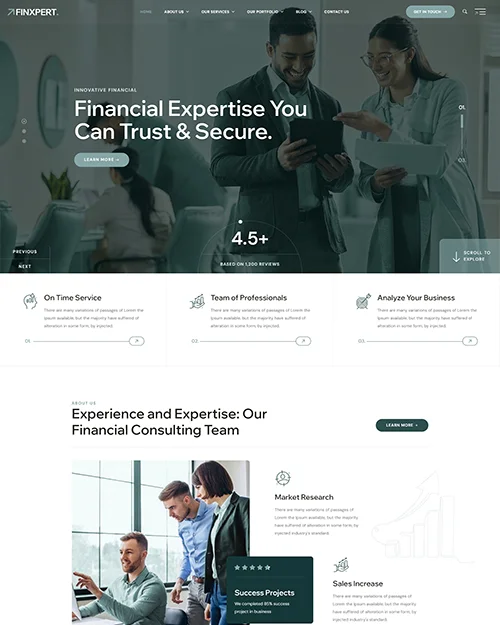 FINXPERT.
HOME
ABOUT US
OUR SERVICES
OUR PORTFOLIO
BLOG
CONTACT US
GET IN TOUCH
INNOVATIVE FINANCIAL
Financial Expertise You
Can Trust & Secure.
LEARN MORE
01.
03.
4.5+
BASED ON 1,200 REVIEWS
PREVIOUS
NEXT
SCROLL TO
EXPLORE
On Time Service
There are many variations of passages of Lorem the
Ipsum available, but the majority have suffered of
alteration in some form, by injected.
01.
Team of Professionals
There are many variations of passages of Lorem the
Ipsum available, but the majority have suffered of
alteration in some form, by injected.
Analyze Your Business
There are many variations of passages of Lorem the
Ipsum available, but the majority have suffered of
alteration in some form, by injected.
03.
ABOUT US
Experience and Expertise: Our
Financial Consulting Team
LEARN MORE
Market Research
There are many variations of passages of
Lorem the Ipsum available, but the majority
have suffered of alteration in some form, by
injected industry's standard.
Success Projects
We completed 85% success
project in business
Sales Increase
There are many variations of passages of
Lorem the Ipsum available, but the majority
have suffered of alteration in some form, by
injected industry's standard.